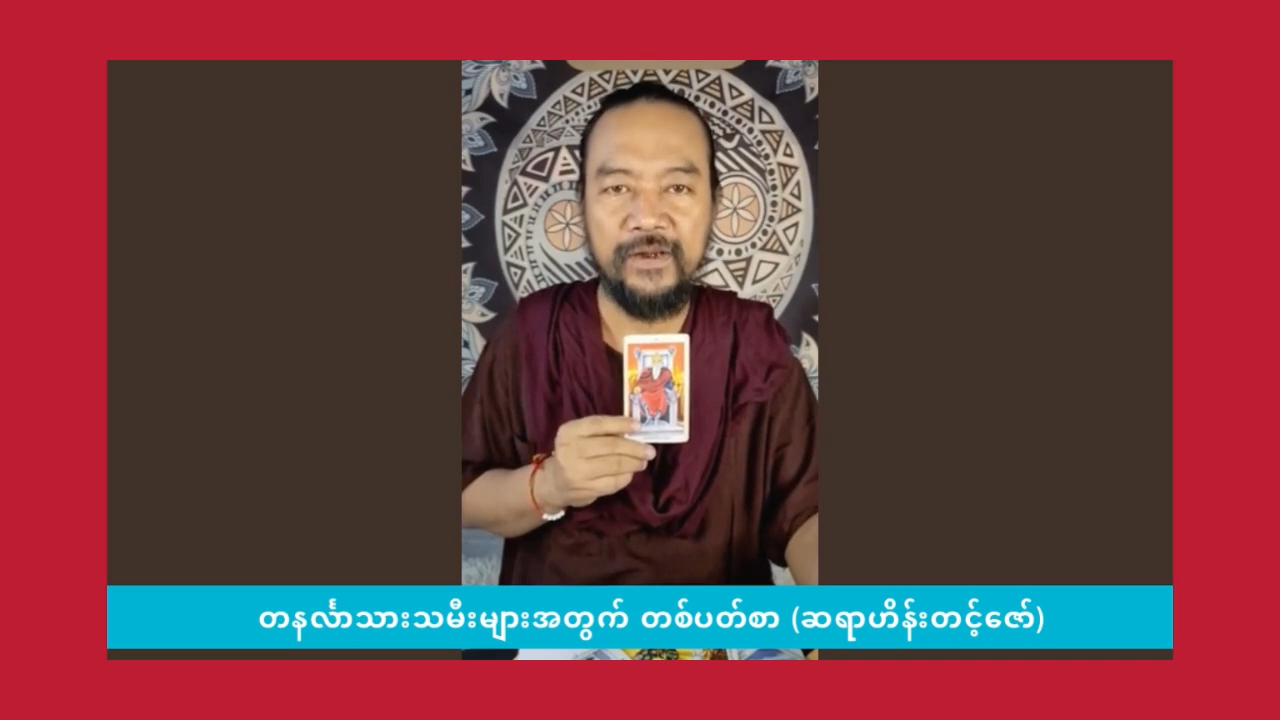 တနင်္လာသားသမီးများအတွက် တစ်ပတ်စာ (ဆရာဟိန်းတင့်ဇော်)